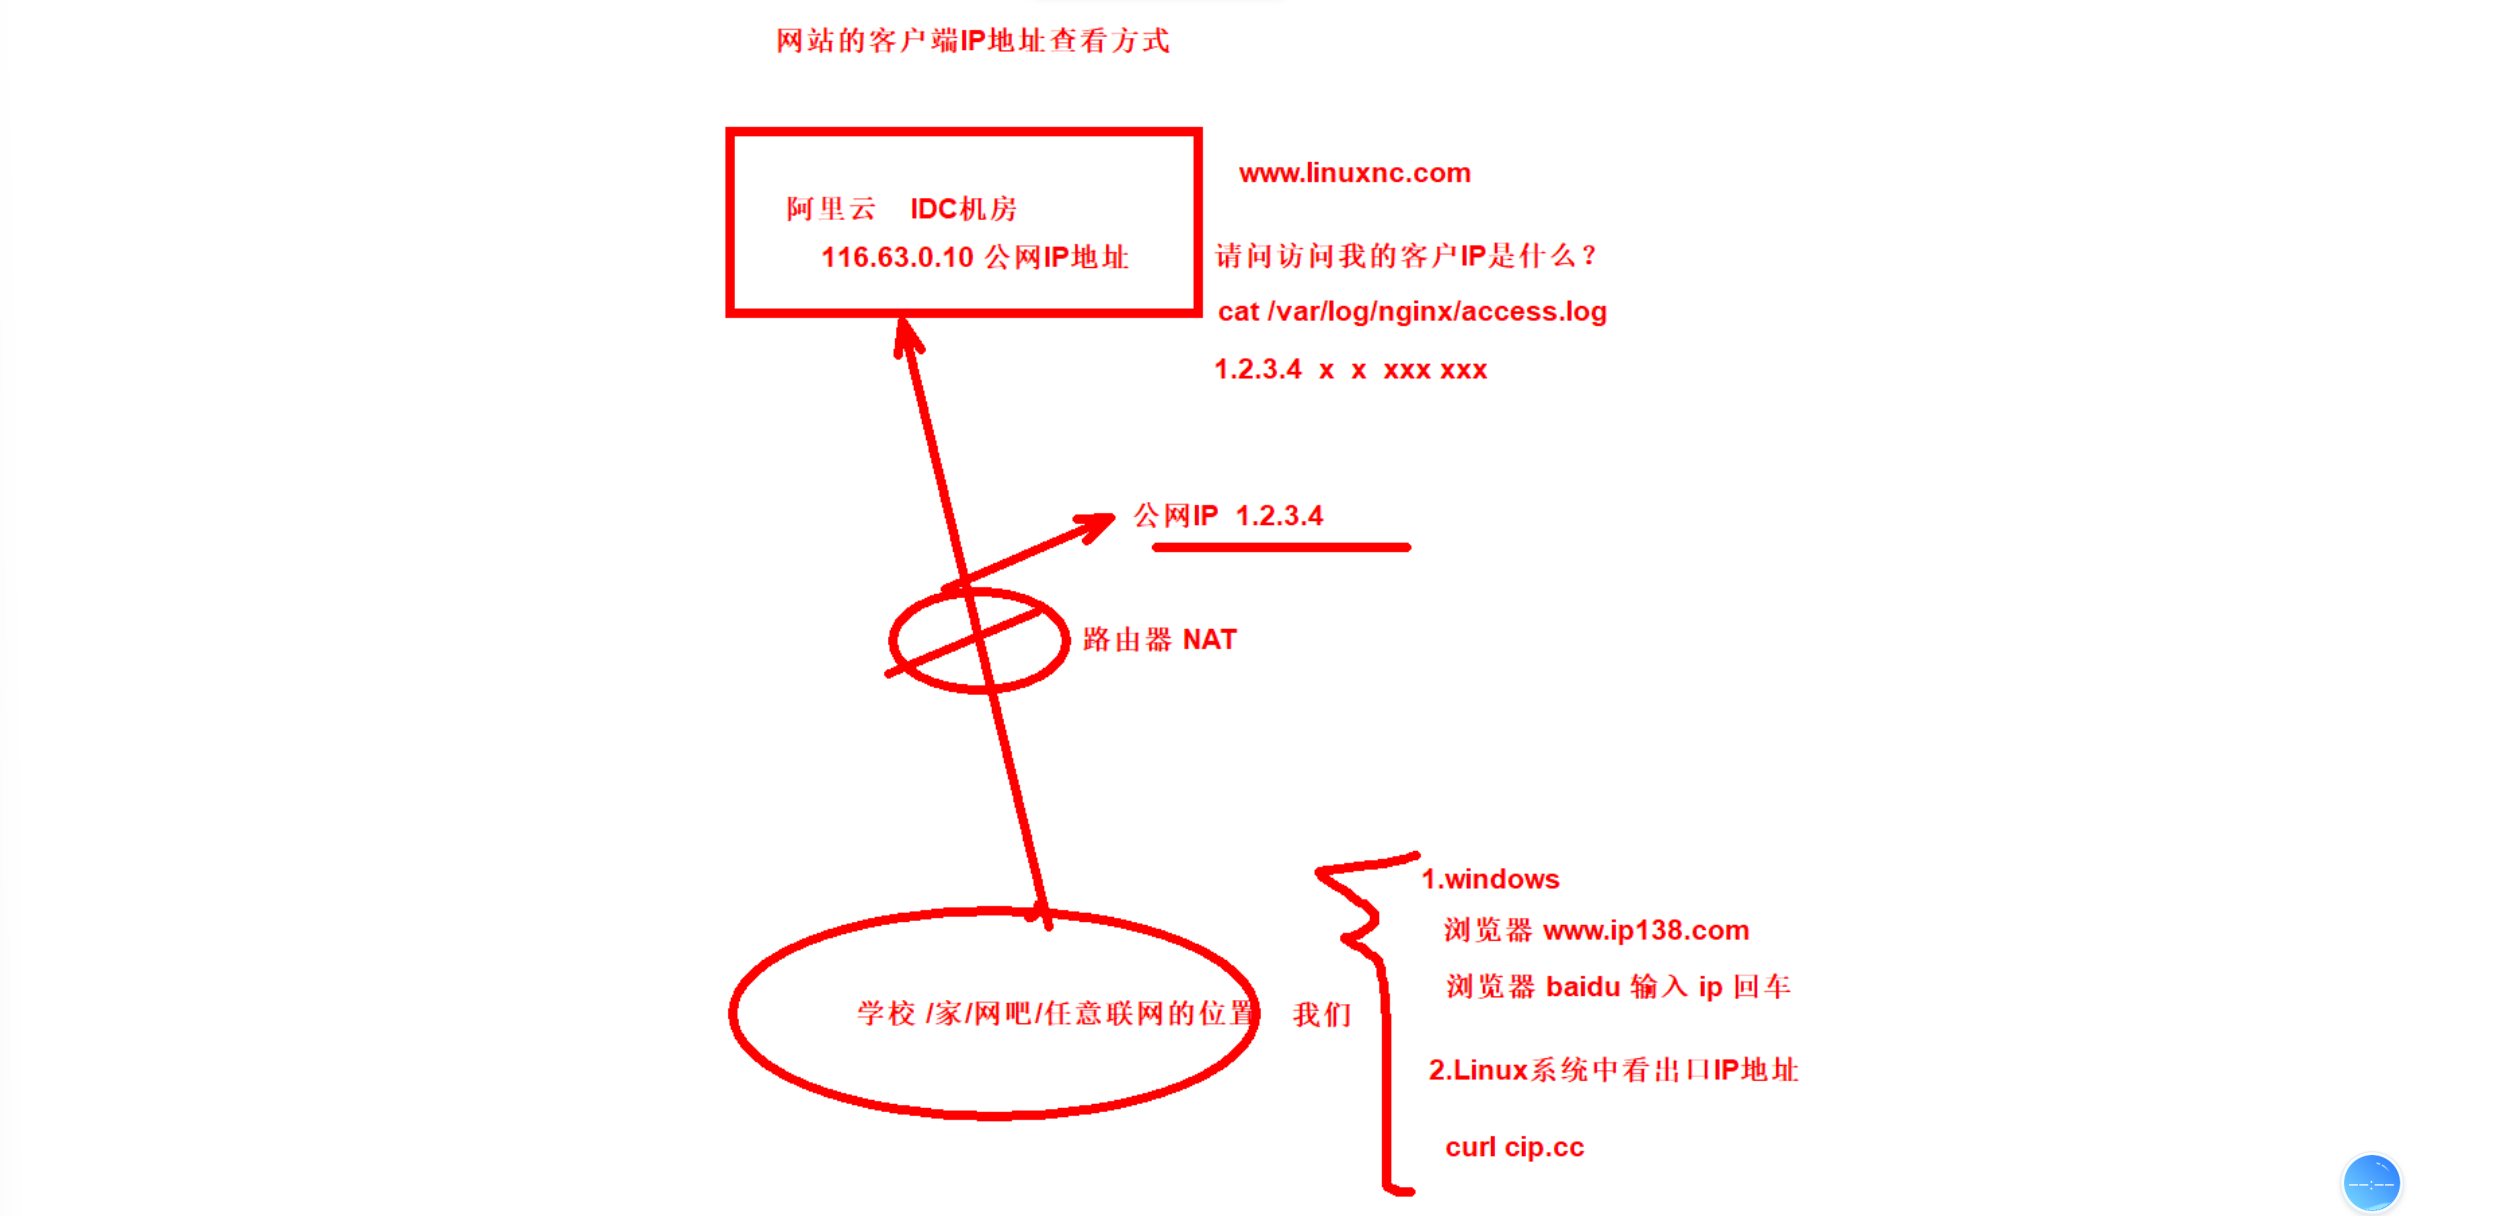 网站的客户端IP地址查看方式
www.linuxnc.com
阿里云 IDC机房
116.63.0.10 公网IP地址
请问访问我的客户IP是什么？
cat /var/log/nginx/access.log
1.2.3.4 x x xxx xxx
公网IP 1.2.3.4
路由器 NAT
1.windows
浏览器 www.ip138.com
浏览器 baidu 输入 ip 回车
学校 /家/网吧/任意联网的位置 我们
2.Linux系统中看出口IP地址
curl cip.cc
--:--